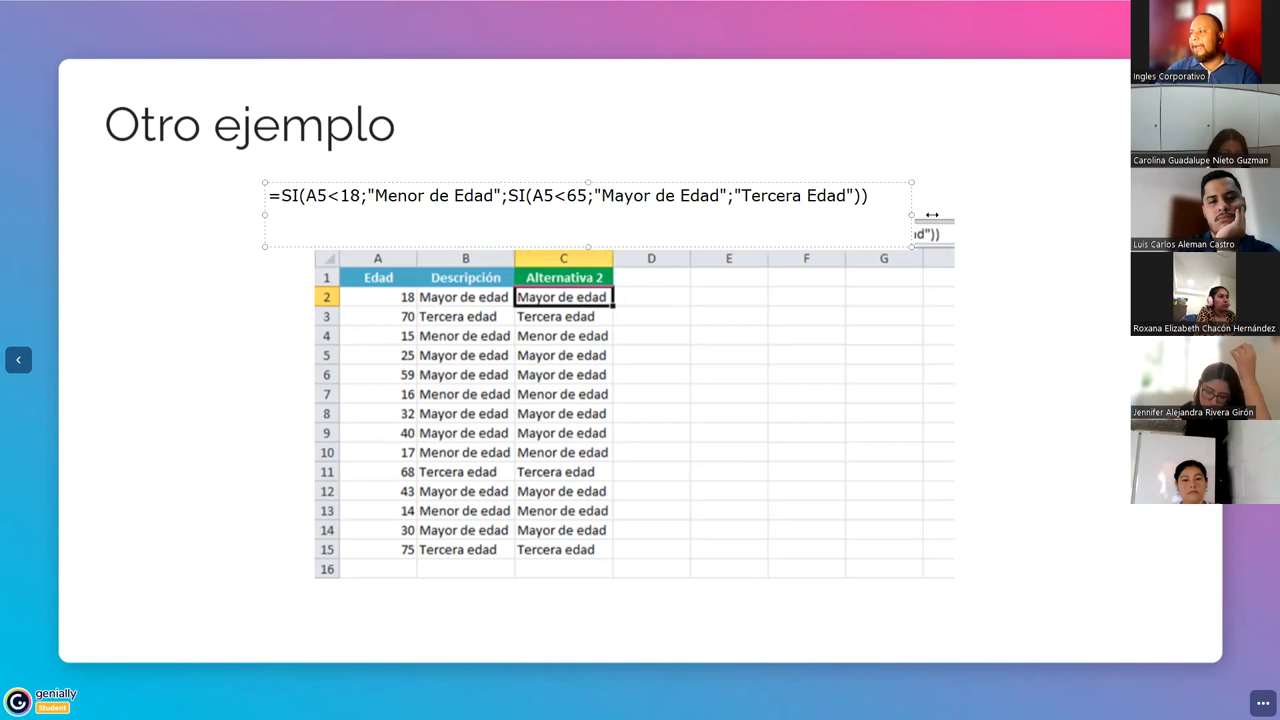 Otro ejemplo
=SI(A5<18;"Menor de Edad";SI(A5<65;"Mayor de Edad";"Tercera Edad"))
d"))
A B C D E F G
1 Edad Descripción Alternativa 2
2 18 Mayor de edad Mayor de edad
3 70 Tercera edad Tercera edad
4 15 Menor de edad Menor de edad
5 25 Mayor de edad Mayor de edad
6 59 Mayor de edad Mayor de edad
7 16 Menor de edad Menor de edad
8 32 Mayor de edad Mayor de edad
9 40 Mayor de edad Mayor de edad
10 17 Menor de edad Menor de edad
11 68 Tercera edad Tercera edad
12 43 Mayor de edad Mayor de edad
13 14 Menor de edad Menor de edad
14 30 Mayor de edad Mayor de edad
15 75 Tercera edad Tercera edad
16
Ingles Corporativo
Carolina Guadalupe Nieto Guzman
Luis Carlos Aleman Castro
Roxana Elizabeth Chacón Hernández
Jennifer Alejandra Rivera Girón
genially
Student